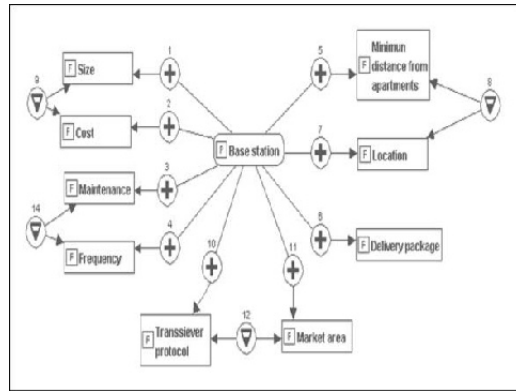 1
5
Minimun
F
distance from
apartments
9
F Size
8
2
7
F Cost
F Base station
F Location
3
F Maintenance
14
4
6
F Frequency
F Delivery package
10
11
12
F Transsiever
protocol
F Market area